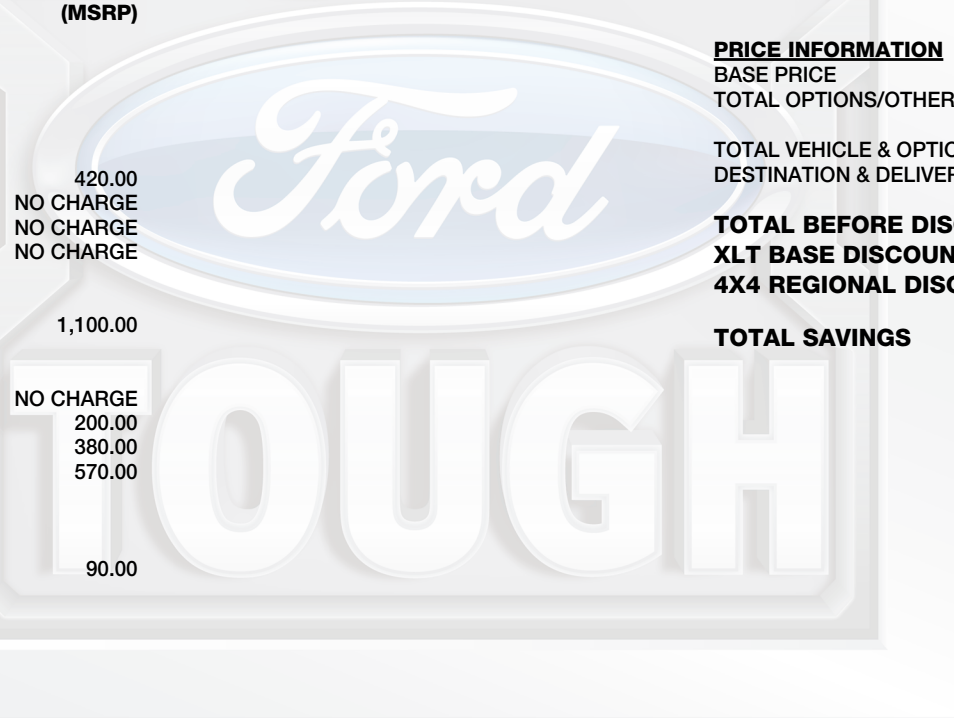 (MSRP)
420.00
NO CHARGE
NO CHARGE
NO CHARGE
1,100.00
NO CHARGE
200.00
380.00
570.00
90.00
PRICE INFORMATION
BASE PRICE
TOTAL OPTIONS/OTHER
TOTAL VEHICLE & OPTIO
DESTINATION & DELIVER
TOTAL BEFORE DISC
XLT BASE DISCOUN
4X4 REGIONAL DISC
TOTAL SAVINGS
Ford
TOUGH